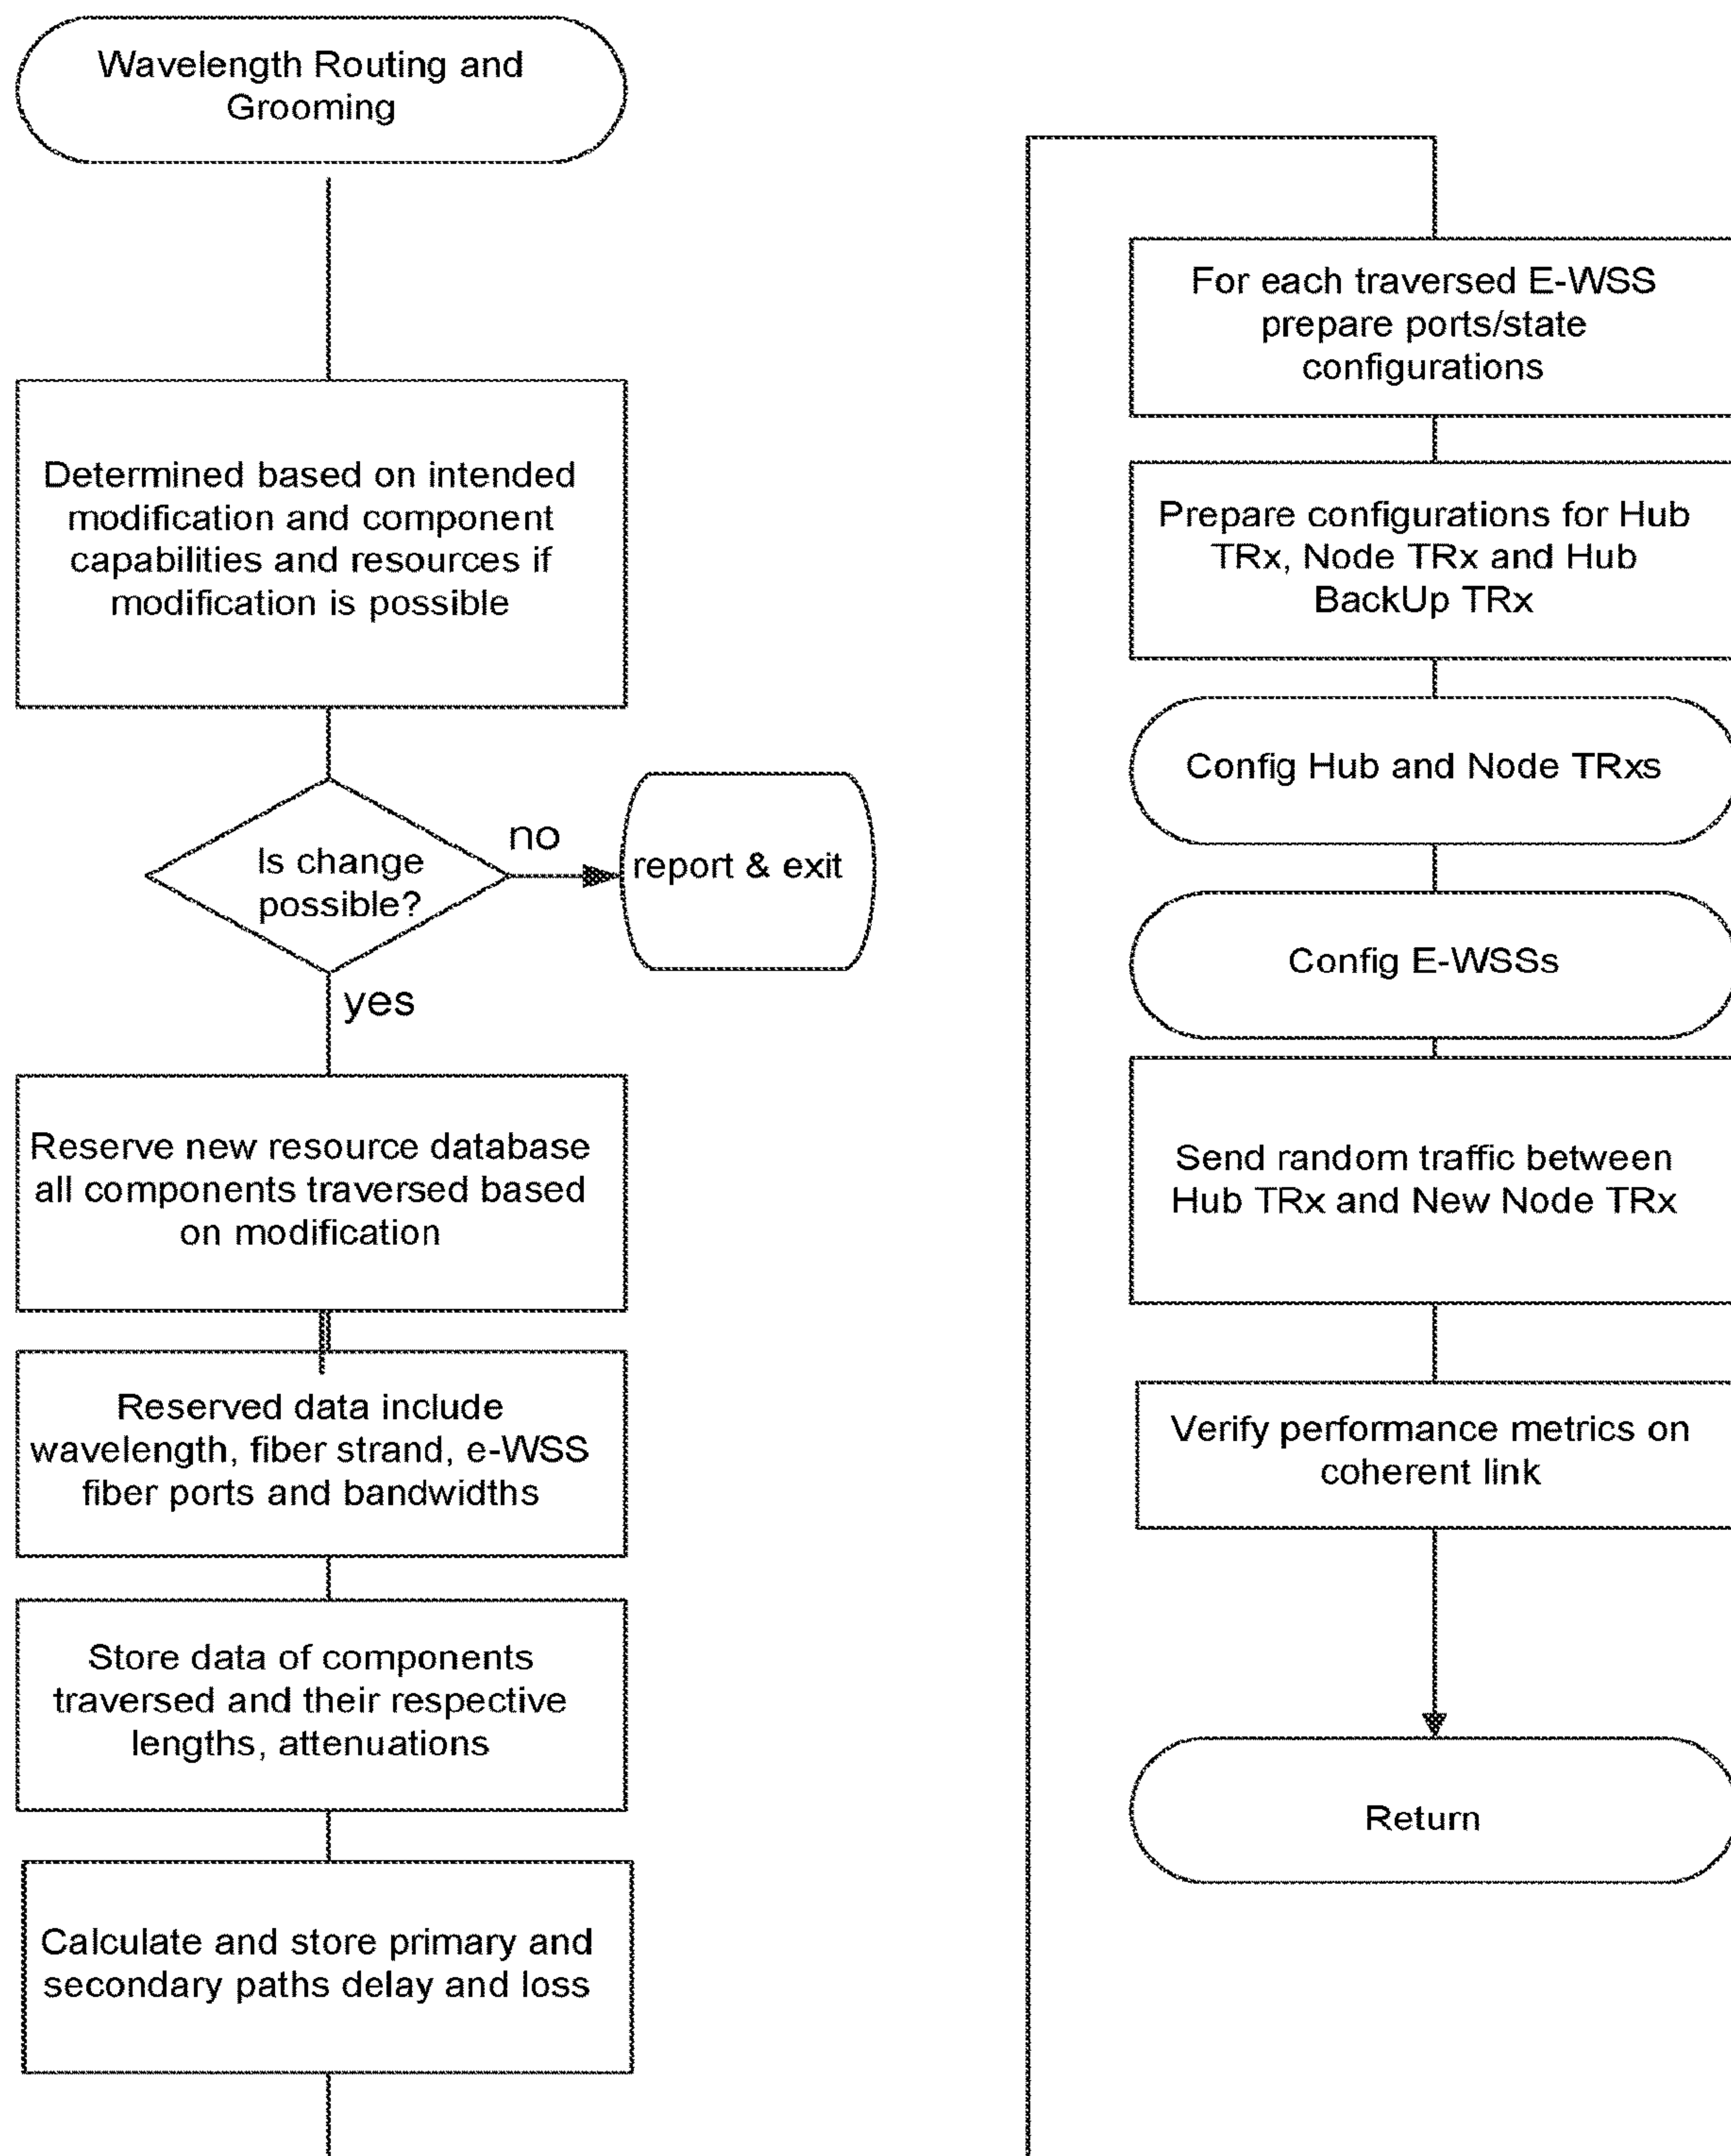 Wavelength Routing and
Grooming
Determined based on intended
modification and component
capabilities and resources if
modification is possible
Is change
possible?
no
report & exit
yes
Reserve new resource database
all components traversed based
on modification
Reserved data include
wavelength, fiber strand, e-WSS
fiber ports and bandwidths
Store data of components
traversed and their respective
lengths, attenuations
Calculate and store primary and
secondary paths delay and loss
For each traversed E-WSS
prepare ports/state
configurations
Prepare configurations for Hub
TRx, Node TRx and Hub
BackUp TRx
Config Hub and Node TRxs
Config E-WSSs
Send random traffic between
Hub TRx and New Node TRx
Verify performance metrics on
coherent link
Return